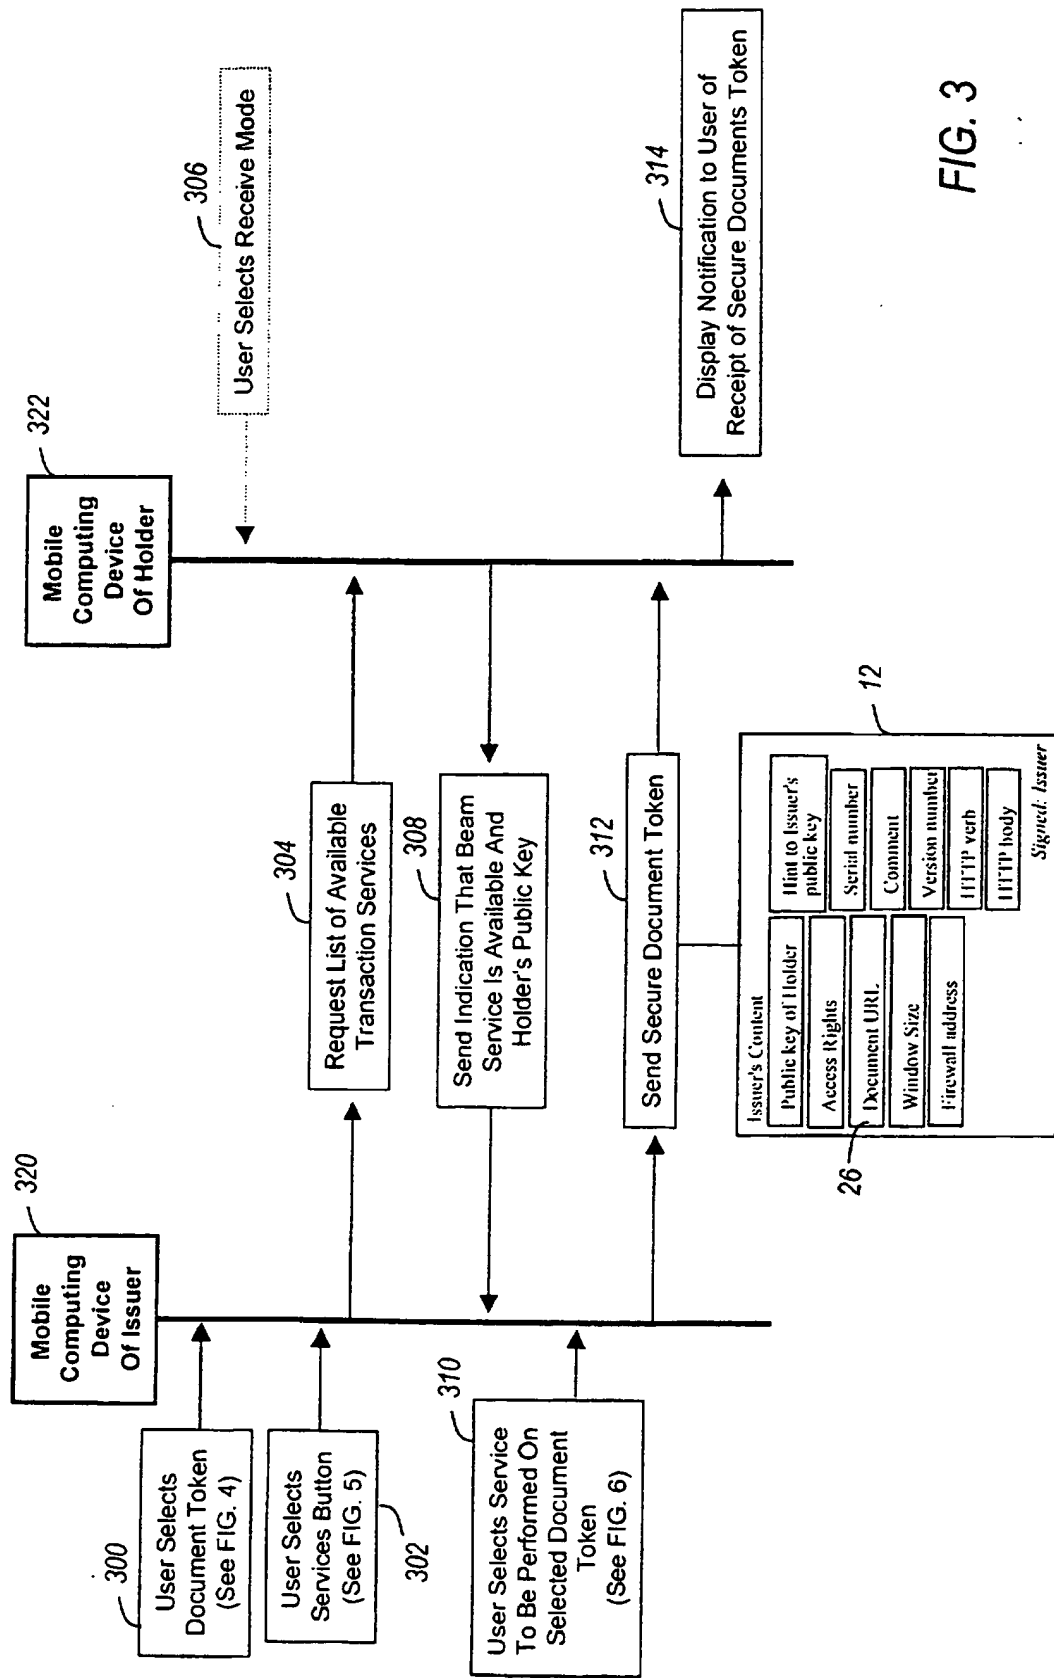 320
Mobile
Computing
Device
Of Issuer
322
Mobile
Computing
Device
Of Holder
300
User Selects
Document Token
(See FIG. 4)
User Selects
Services Button
(See FIG. 5)
302
304
Request List of Available
Transaction Services
306
User Selects Receive Mode
308
Send Indication That Beam
Service Is Available And
Holder's Public Key
310
User Selects Service
To Be Performed On
Selected Document
Token
(See FIG. 6)
312
Send Secure Document Token
314
Display Notification to User of
Receipt of Secure Documents Token
12
Issuer's Content
Public key of Holder
Access Rights
26
Document URL
Window Size
Firewall address
Hint to Issuer's
public key
Serial number
Comment
Version number
HTTP verb
HTTP body
Signed: Issuer
FIG. 3